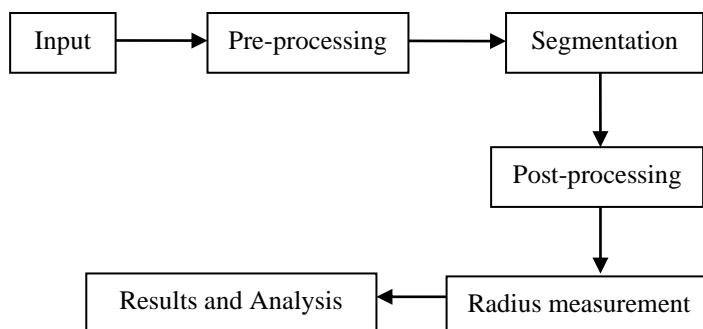 Input
Pre-processing
Segmentation
Post-processing
Radius measurement
Results and Analysis